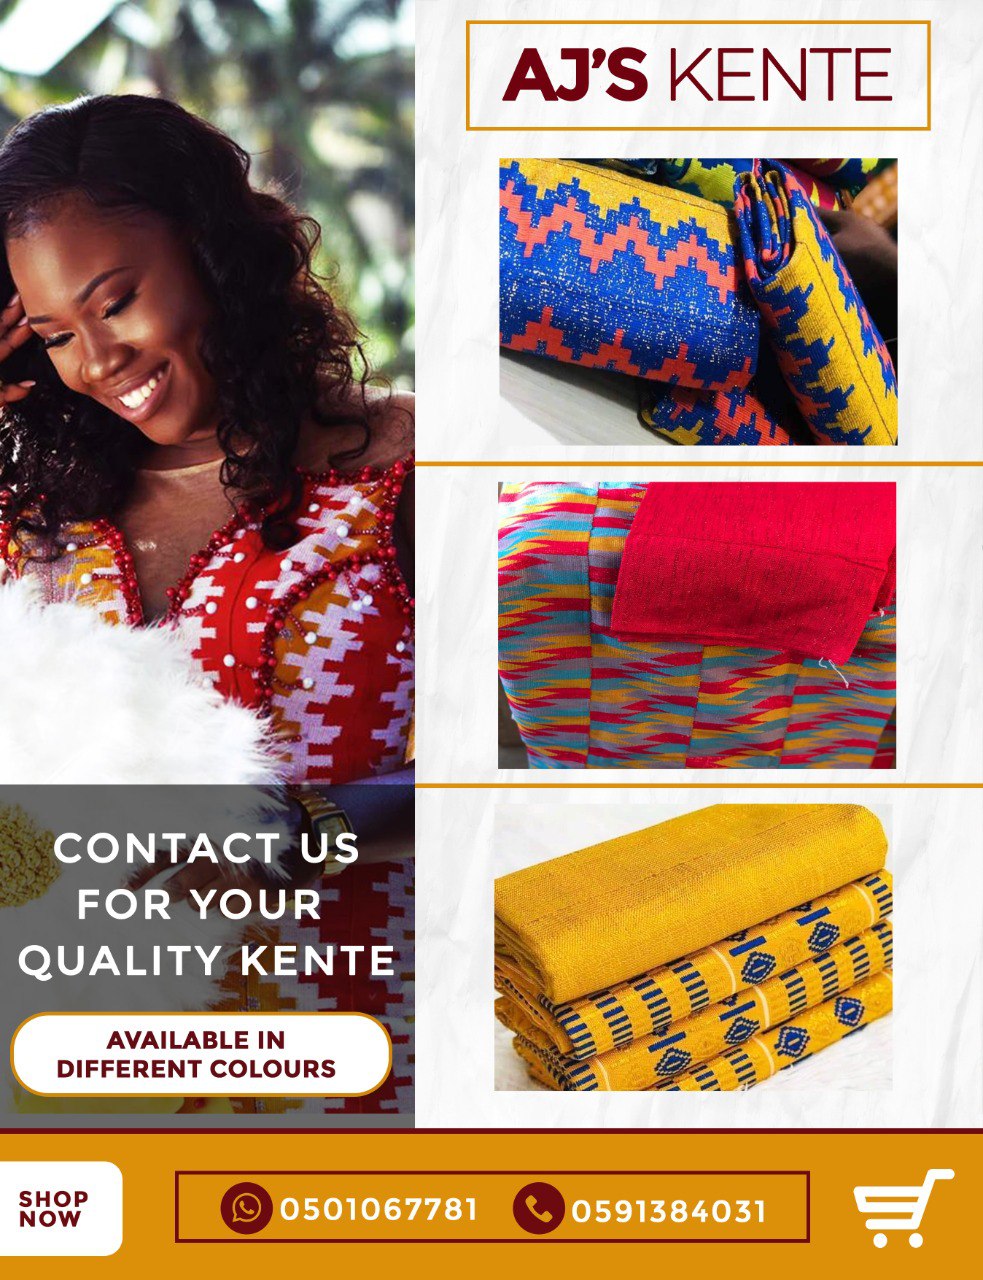 AJ'S KENTE
CONTACT US
FOR YOUR
QUALITY KENTE
AVAILABLE IN
DIFFERENT COLOURS
SHOP
NOW
0501067781
0591384031